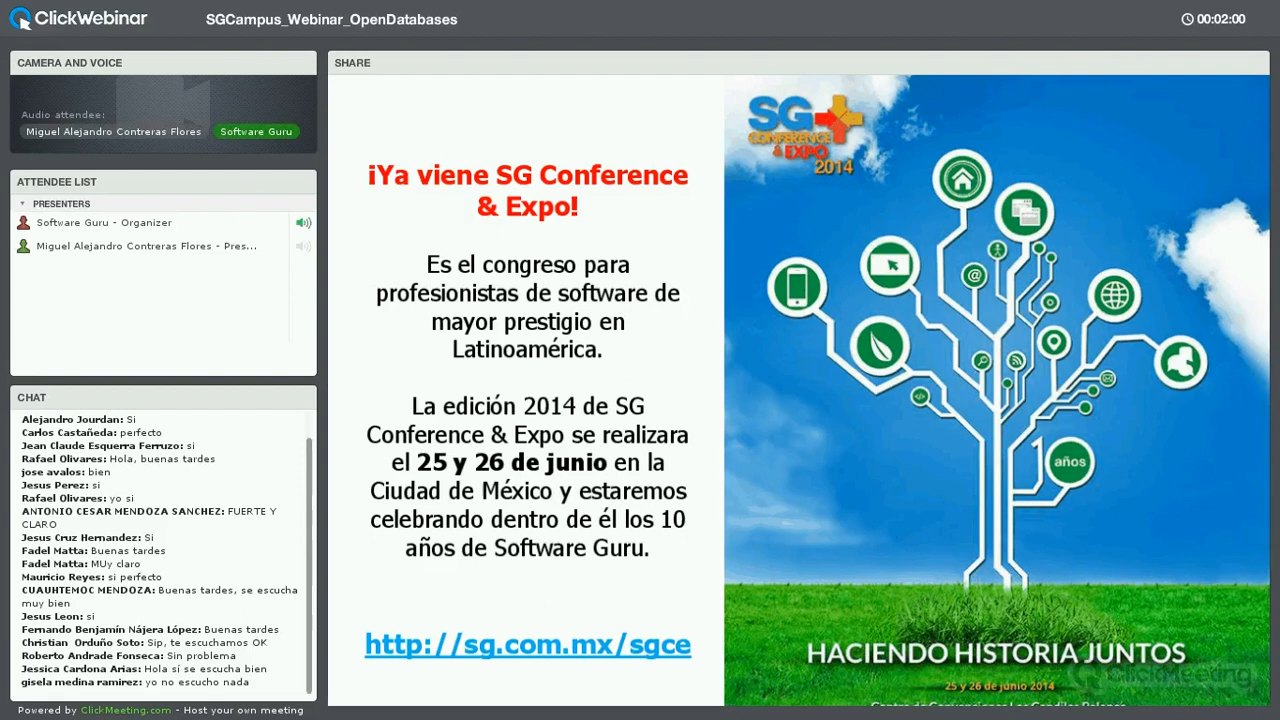 ClickWebinar
SGCampus_Webinar_OpenDatabases
00:02:00
CAMERA AND VOICE
Audio attendee:
Miguel Alejandro Contreras Flores
Software Guru
ATTENDEE LIST
PRESENTERS
Software Guru - Organizer
Miguel Alejandro Contreras Flores - Pres...
CHAT
Alejandro Jourdan: Si
Carlos Castañeda: perfecto
Jean Claude Esquerra Ferruzo: si
Rafael Olivares: Hola, buenas tardes
jose avalos: bien
Jesus Perez: si
Rafael Olivares: yo si
ANTONIO CESAR MENDOZA SANCHEZ: FUERTE Y
CLARO
Jesus Cruz Hernandez: Si
Fadel Matta: Buenas tardes
Fadel Matta: MUy claro
Mauricio Reyes: si perfecto
CUAUHTEMOC MENDOZA: Buenas tardes, se escucha
muy bien
Jesus Leon: si
Fernando Benjamín Nájera López: Buenas tardes
Christian Orduño Soto: Sip, te escuchamos OK
Roberto Andrade Fonseca: Sin problema
Jessica Cardona Arias: Hola sí se escucha bien
gisela medina ramirez: yo no escucho nada
Powered by ClickMeeting.com - Host your own meeting
SHARE
¡Ya viene SG Conference
& Expo!
Es el congreso para
profesionistas de software de
mayor prestigio en
Latinoamérica.
La edición 2014 de SG
Conference & Expo se realizara
el 25 y 26 de junio en la
Ciudad de México y estaremos
celebrando dentro de él los 10
años de Software Guru.
http://sg.com.mx/sgce
SG
CONFERENCE
& EXPO
2014
@
</>
10
años
HACIENDO HISTORIA JUNTOS
ClickMeeting
25 y 26 de junio 2014